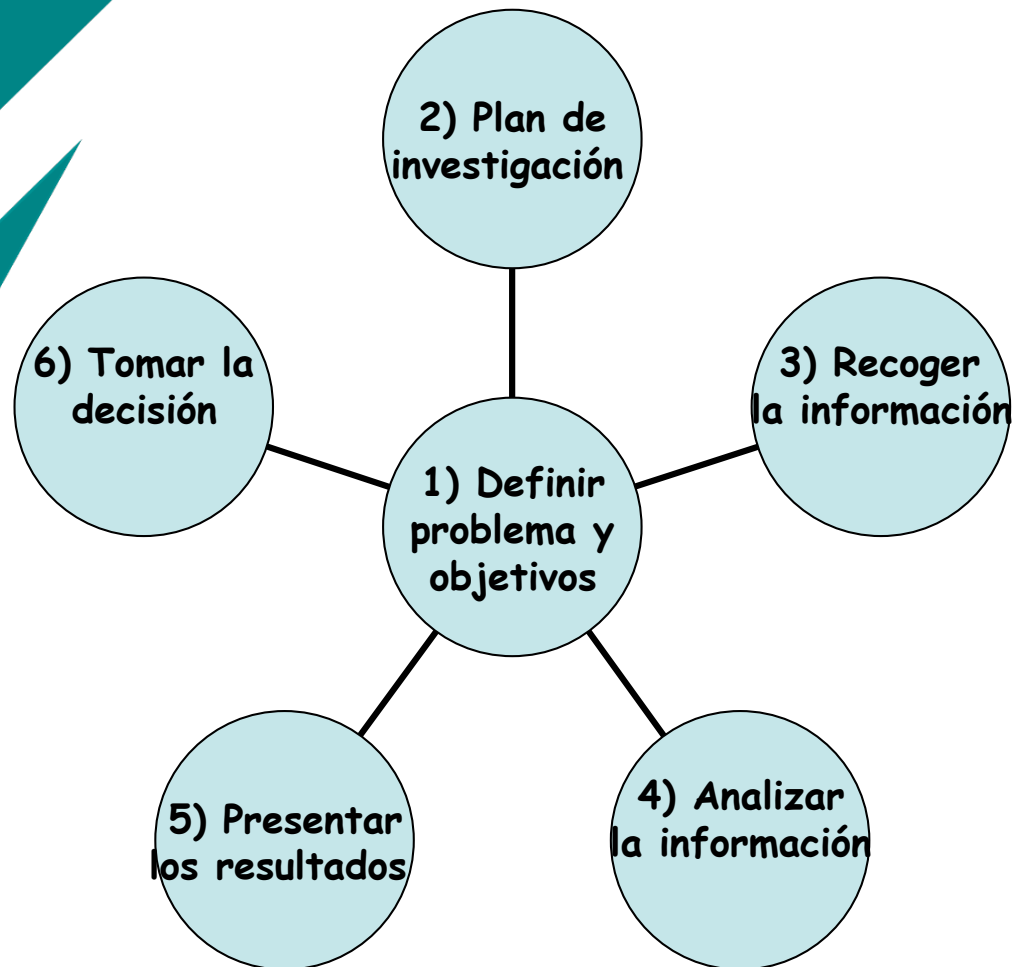 2) Plan de
investigación
6) Tomar la
decisión
3) Recoger
la información
1) Definir
problema y
objetivos
5) Presentar
los resultados
4) Analizar
la información